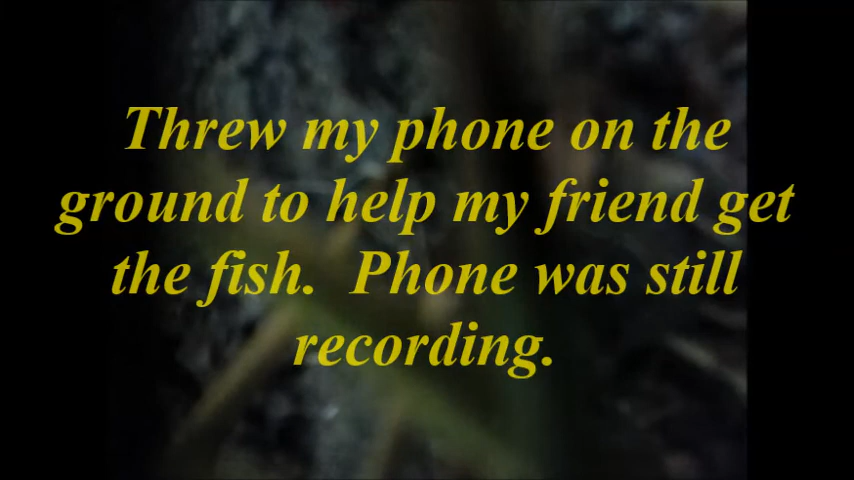 Threw my phone on the
ground to help my friend get
the fish.  Phone was still
recording.